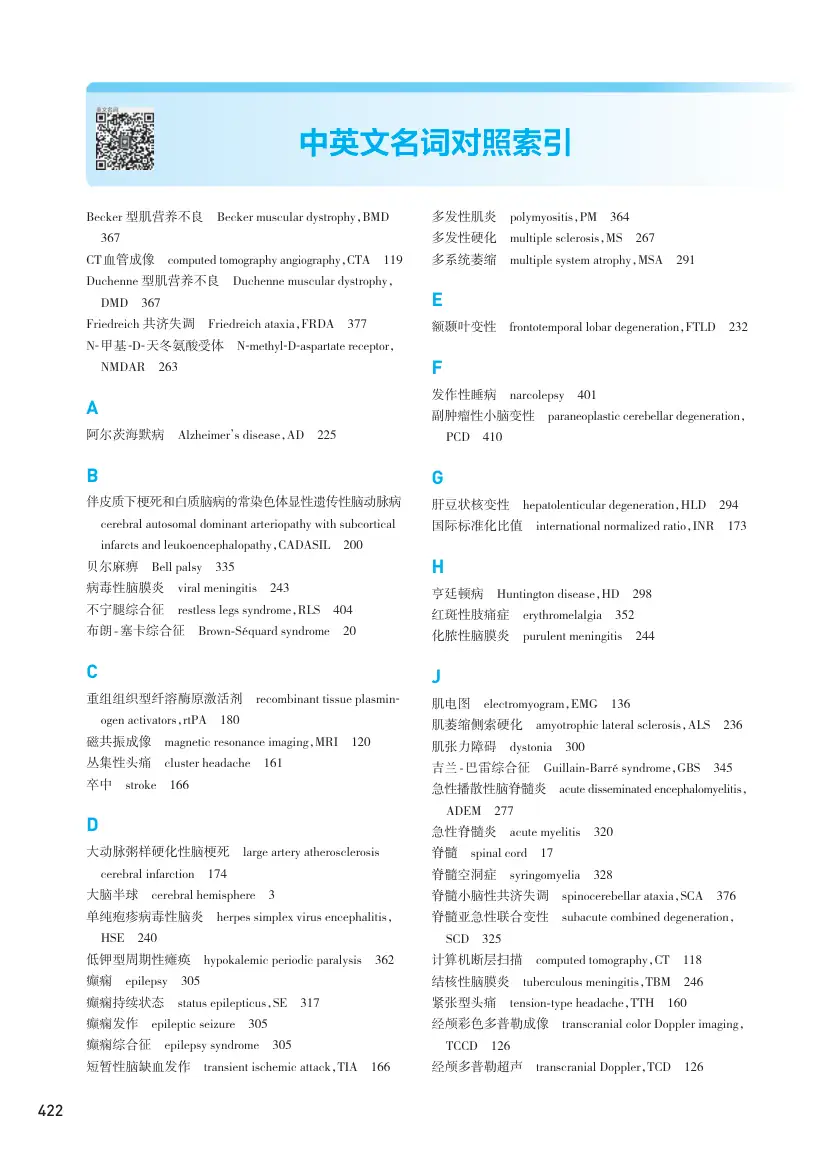 英文名词
中英文名词对照索引
Becker 型肌营养不良 Becker muscular dystrophy,BMD
367
CT血管成像 computed tomography angiography,CTA 119
Duchenne 型肌营养不良 Duchenne muscular dystrophy,
DMD 367
Friedreich 共济失调 Friedreich ataxia,FRDA 377
N-甲基-D-天冬氨酸受体 N-methyl-D-aspartate receptor,
NMDAR 263
A
阿尔茨海默病 Alzheimer's disease,AD 225
B
伴皮质下梗死和白质脑病的常染色体显性遗传性脑动脉病
cerebral autosomal dominant arteriopathy with subcortical
infarcts and leukoencephalopathy,CADASIL 200
贝尔麻痹 Bell palsy 335
病毒性脑膜炎 viral meningitis 243
不宁腿综合征 restless legs syndrome,RLS 404
布朗-塞卡综合征 Brown-Séquard syndrome 20
C
重组组织型纤溶酶原激活剂 recombinant tissue plasmin-
ogen activators,rtPA 180
磁共振成像 magnetic resonance imaging,MRI 120
丛集性头痛 cluster headache 161
卒中 stroke 166
D
大动脉粥样硬化性脑梗死 large artery atherosclerosis
cerebral infarction 174
大脑半球 cerebral hemisphere 3
单纯疱疹病毒性脑炎 herpes simplex virus encephalitis,
HSE 240
低钾型周期性瘫痪 hypokalemic periodic paralysis 362
癫痫 epilepsy 305
癫痫持续状态 status epilepticus,SE 317
癫痫发作 epileptic seizure 305
癫痫综合征 epilepsy syndrome 305
短暂性脑缺血发作 transient ischemic attack,TIA 166
多发性肌炎 polymyositis,PM 364
多发性硬化 multiple sclerosis,MS 267
多系统萎缩 multiple system atrophy,MSA 291
E
额颞叶变性 frontotemporal lobar degeneration,FTLD 232
F
发作性睡病 narcolepsy 401
副肿瘤性小脑变性 paraneoplastic cerebellar degeneration,
PCD 410
G
肝豆状核变性 hepatolenticular degeneration,HLD 294
国际标准化比值 international normalized ratio,INR 173
H
亨廷顿病 Huntington disease,HD 298
红斑性肢痛症 erythromelalgia 352
化脓性脑膜炎 purulent meningitis 244
J
肌电图 electromyogram,EMG 136
肌萎缩侧索硬化 amyotrophic lateral sclerosis,ALS 236
肌张力障碍 dystonia 300
吉兰-巴雷综合征 Guillain-Barré syndrome,GBS 345
急性播散性脑脊髓炎 acute disseminated encephalomyelitis,
ADEM 277
急性脊髓炎 acute myelitis 320
脊髓 spinal cord 17
脊髓空洞症 syringomyelia 328
脊髓小脑性共济失调 spinocerebellar ataxia,SCA 376
脊髓亚急性联合变性 subacute combined degeneration,
SCD 325
计算机断层扫描 computed tomography,CT 118
结核性脑膜炎 tuberculous meningitis,TBM 246
紧张型头痛 tension-type headache,TTH 160
经颅彩色多普勒成像 transcranial color Doppler imaging,
TCCD 126
经颅多普勒超声 transcranial Doppler,TCD 126
422